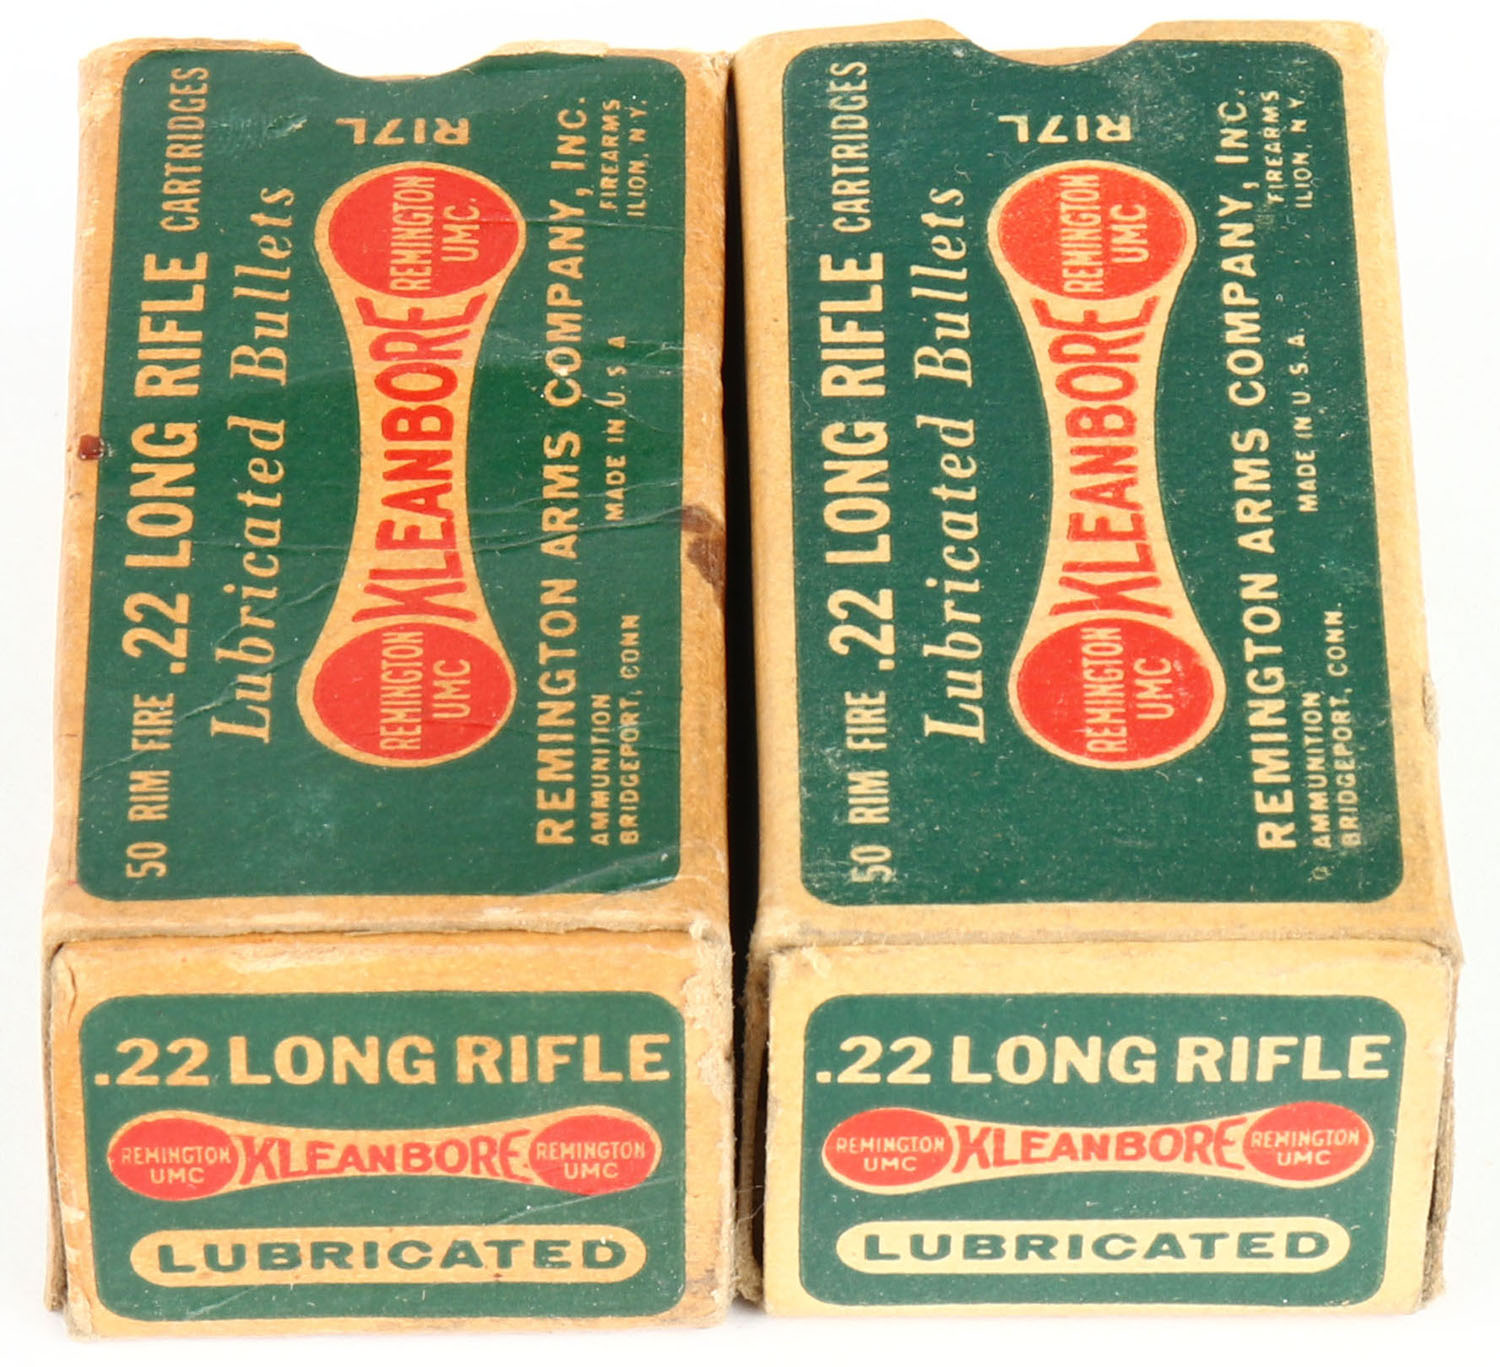 50 RIM FIRE .22 LONG RIFLE CARTRIDGES
Lubricated Bullets
R17L
REMINGTON
UMC
KLEANBORE
REMINGTON
UMC.
REMINGTON ARMS COMPANY, INC.
AMMUNITION
BRIDGEPORT, CONN
MADE IN U.S.A
FIREARMS
ILION, N.Y.
.22 LONG RIFLE
REMINGTON
UMC
KLEANBORE
REMINGTON
UMC
LUBRICATED
50 RIM FIRE .22 LONG RIFLE CARTRIDGES
Lubricated Bullets
R17L
REMINGTON
UMC
KLEANBORE
REMINGTON
UMC
REMINGTON ARMS COMPANY, INC.
AMMUNITION
BRIDGEPORT, CONN.
MADE IN U.S.A.
FIREARMS
ILION, N.Y.
.22 LONG RIFLE
REMINGTON
UMC
KLEANBORE
REMINGTON
UMC
LUBRICATED